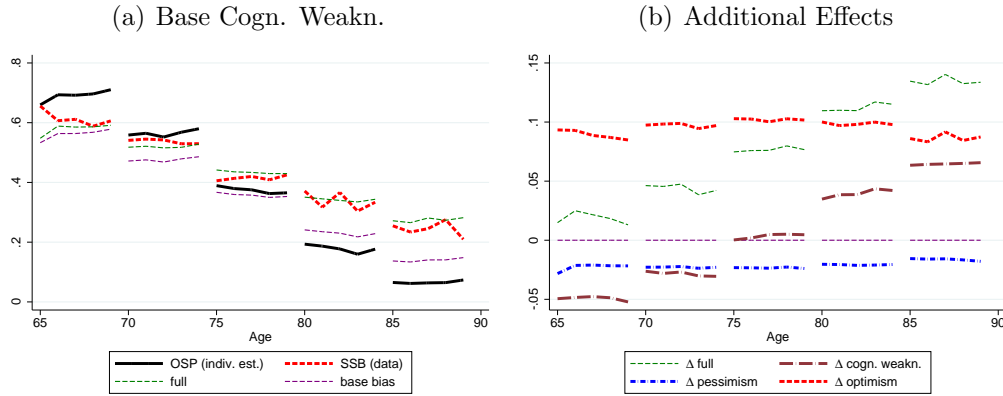 (a) Base Cogn. Weakn.
.8
.6
.4
.2
0
65 70 75 80 85 90
Age
OSP (indiv. est.) SSB (data)
full base bias
(b) Additional Effects
.15
.1
.05
0
-.05
65 70 75 80 85 90
Age
Δ full Δ cogn. weakn.
Δ pessimism Δ optimism